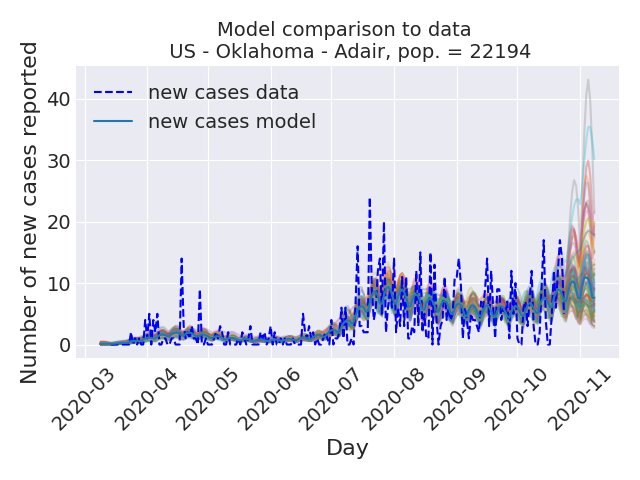 Model comparison to data
US - Oklahoma - Adair, pop. = 22194
new cases data
new cases model
Number of new cases reported
40
30
20
10
0
2020-03
2020-04
2020-05
2020-06
2020-07
2020-08
2020-09
2020-10
2020-11
Day